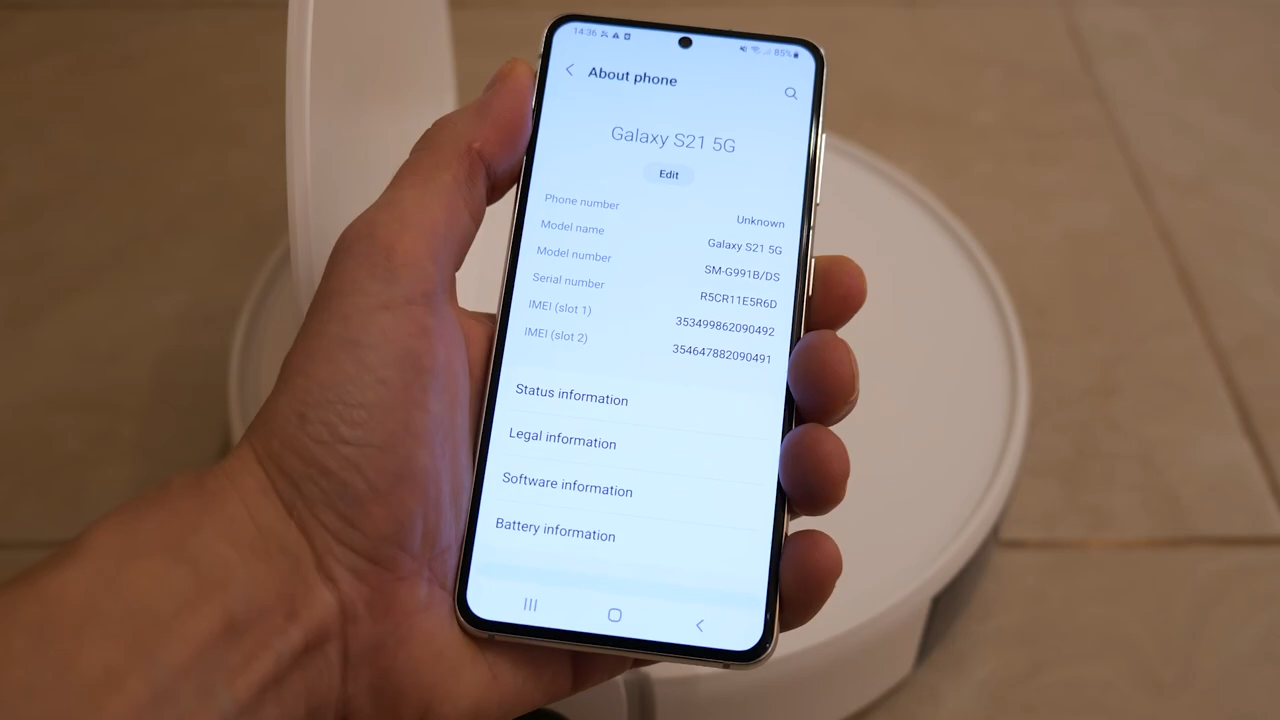 14:36 85%
About phone
Galaxy S21 5G
Edit
Phone number Unknown
Model name Galaxy S21 5G
Model number SM-G991B/DS
Serial number R5CR11E5R6D
IMEI (slot 1) 353499862090492
IMEI (slot 2) 354647882090491
Status information
Legal information
Software information
Battery information